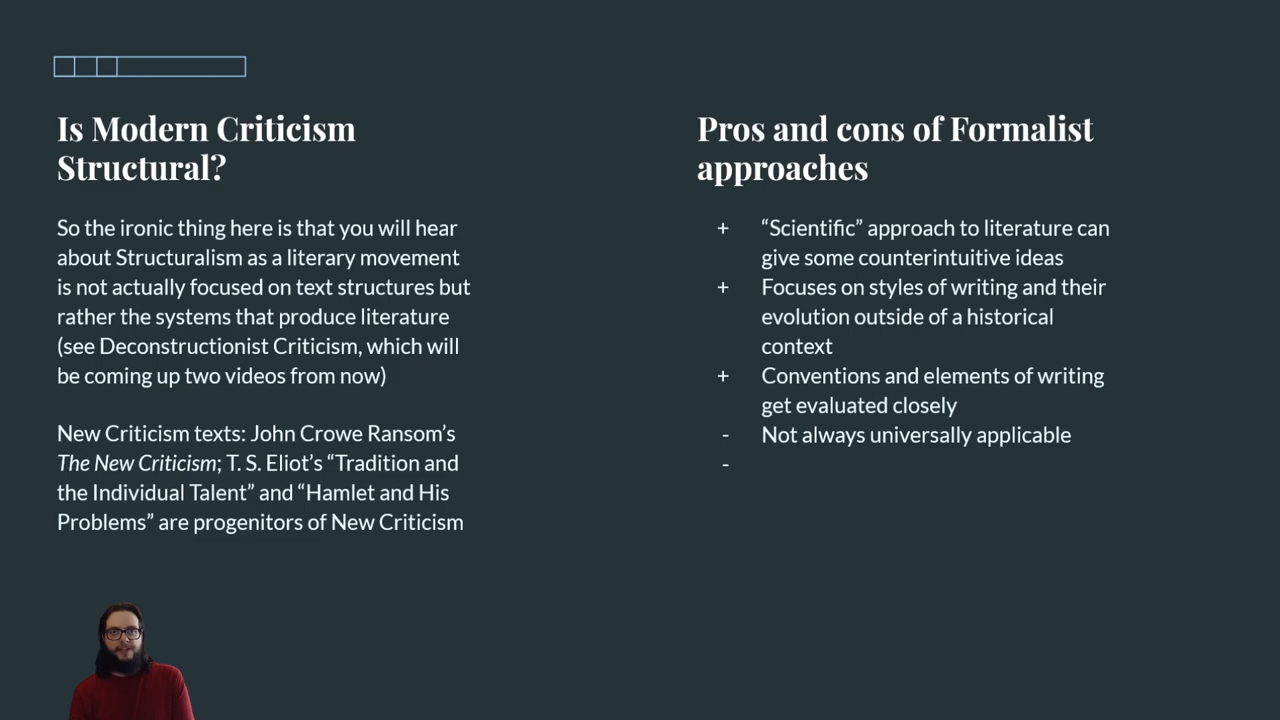 Is Modern Criticism
Structural?
So the ironic thing here is that you will hear
about Structuralism as a literary movement
is not actually focused on text structures but
rather the systems that produce literature
(see Deconstructionist Criticism, which will
be coming up two videos from now)
New Criticism texts: John Crowe Ransom’s
The New Criticism; T. S. Eliot’s “Tradition and
the Individual Talent” and “Hamlet and His
Problems” are progenitors of New Criticism
Pros and cons of Formalist
approaches
+ “Scientific” approach to literature can
give some counterintuitive ideas
+ Focuses on styles of writing and their
evolution outside of a historical
context
+ Conventions and elements of writing
get evaluated closely
- Not always universally applicable
-